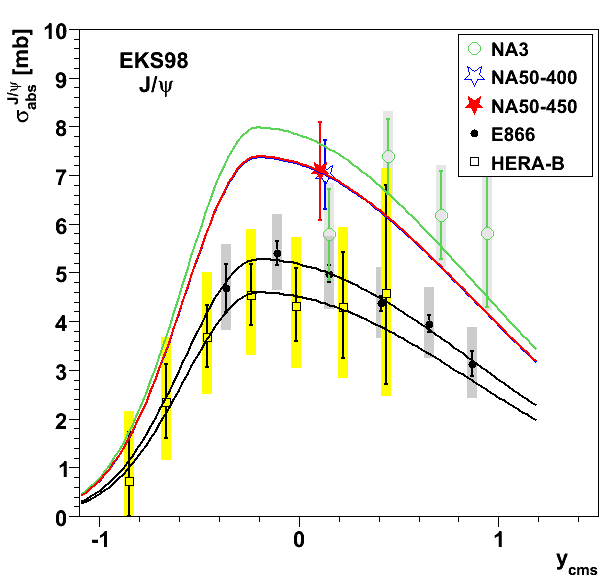 σ_abs^J/ψ [mb]
10
9
8
7
6
5
4
3
2
1
0
EKS98
J/ψ
NA3
NA50-400
NA50-450
E866
HERA-B
-1 0 1
y_cms